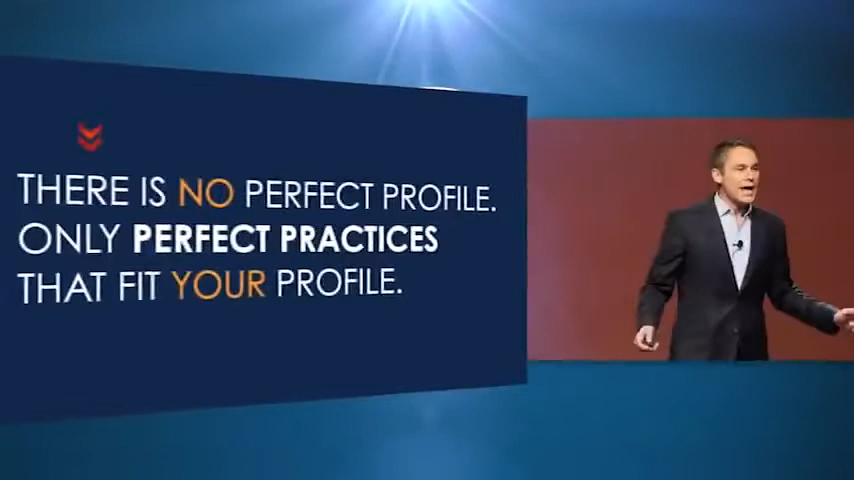 THERE IS NO PERFECT PROFILE.
ONLY PERFECT PRACTICES
THAT FIT YOUR PROFILE.